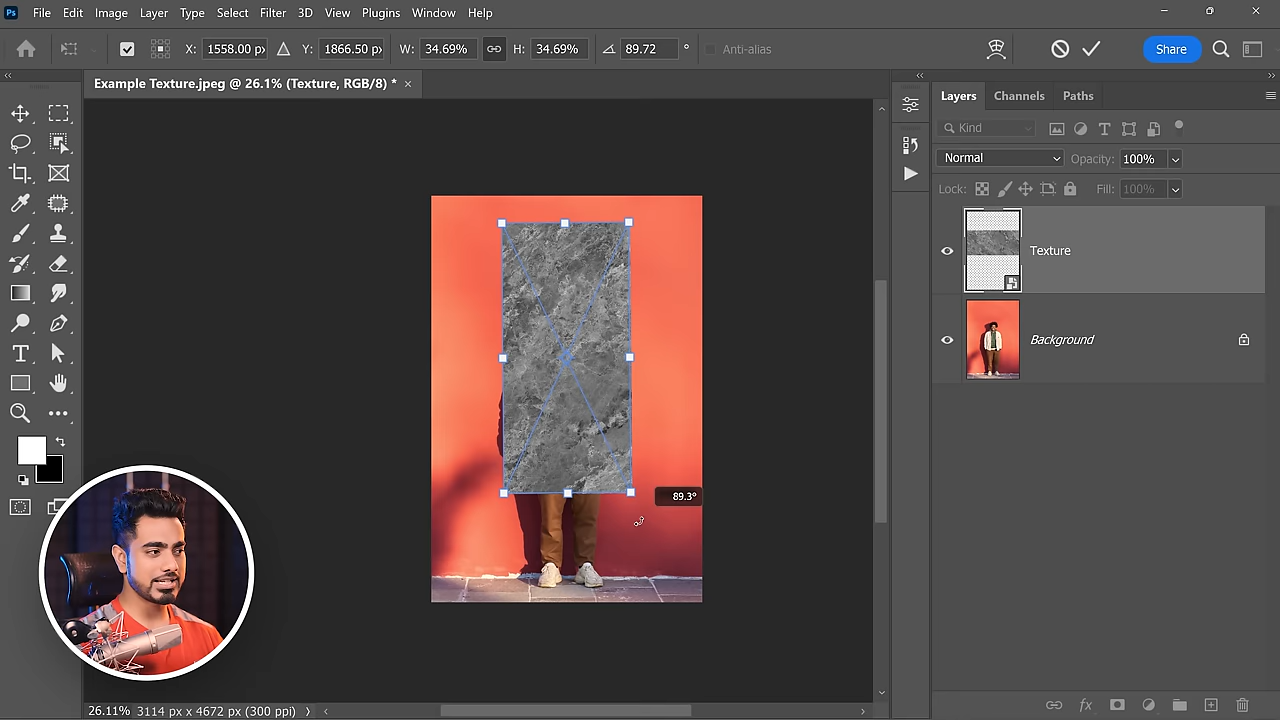 Ps File Edit Image Layer Type Select Filter 3D View Plugins Window Help
X: 1558.00 px Y: 1866.50 px W: 34.69% H: 34.69% 89.72 ° Anti-alias Share
Example Texture.jpeg @ 26.1% (Texture, RGB/8) * ×
Layers Channels Paths
Kind
Normal Opacity: 100%
Lock: Fill: 100%
Texture
Background
89.3°
26.11% 3114 px x 4672 px (300 ppi)
fx